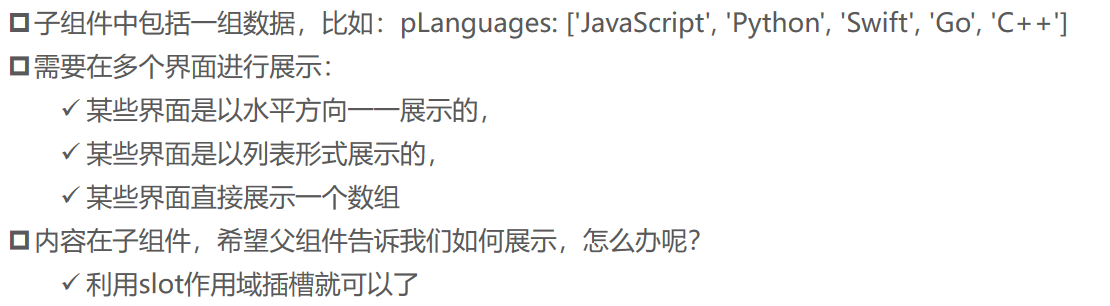 子组件中包括一组数据，比如：pLanguages: ['JavaScript', 'Python', 'Swift', 'Go', 'C++']
需要在多个界面进行展示：
✓ 某些界面是以水平方向一一展示的，
✓ 某些界面是以列表形式展示的，
✓ 某些界面直接展示一个数组
内容在子组件，希望父组件告诉我们如何展示，怎么办呢？
✓ 利用slot作用域插槽就可以了